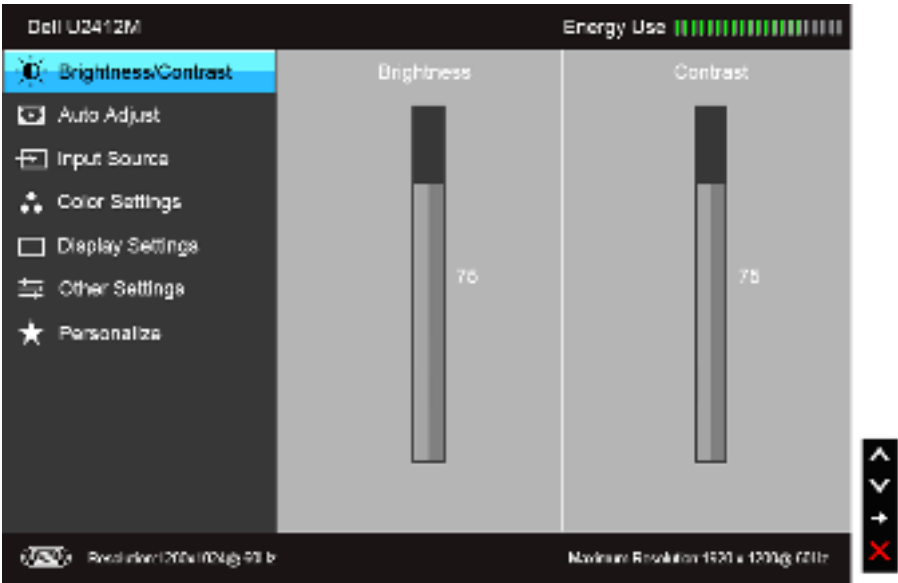 Dell U2412M
Energy Use
Brightness/Contrast
Brightness
Contrast
Auto Adjust
Input Source
Color Settings
Display Settings
75
75
Other Settings
Personalize
Maximum Resolution: 1920 x 1200@ 60Hz